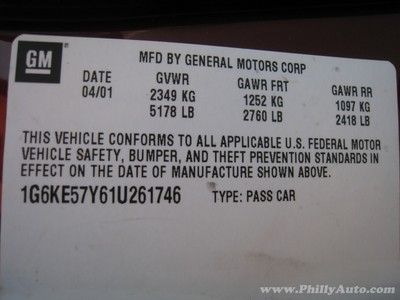 GM
MFD BY GENERAL MOTORS CORP
DATE GVWR GAWR FRT GAWR RR
04/01 2349 KG 1252 KG 1097 KG
5178 LB 2760 LB 2418 LB
THIS VEHICLE CONFORMS TO ALL APPLICABLE U.S. FEDERAL MOTOR
VEHICLE SAFETY, BUMPER, AND THEFT PREVENTION STANDARDS IN
EFFECT ON THE DATE OF MANUFACTURE SHOWN ABOVE.
1G6KE57Y61U261746 TYPE: PASS CAR
www.PhillyAuto.com